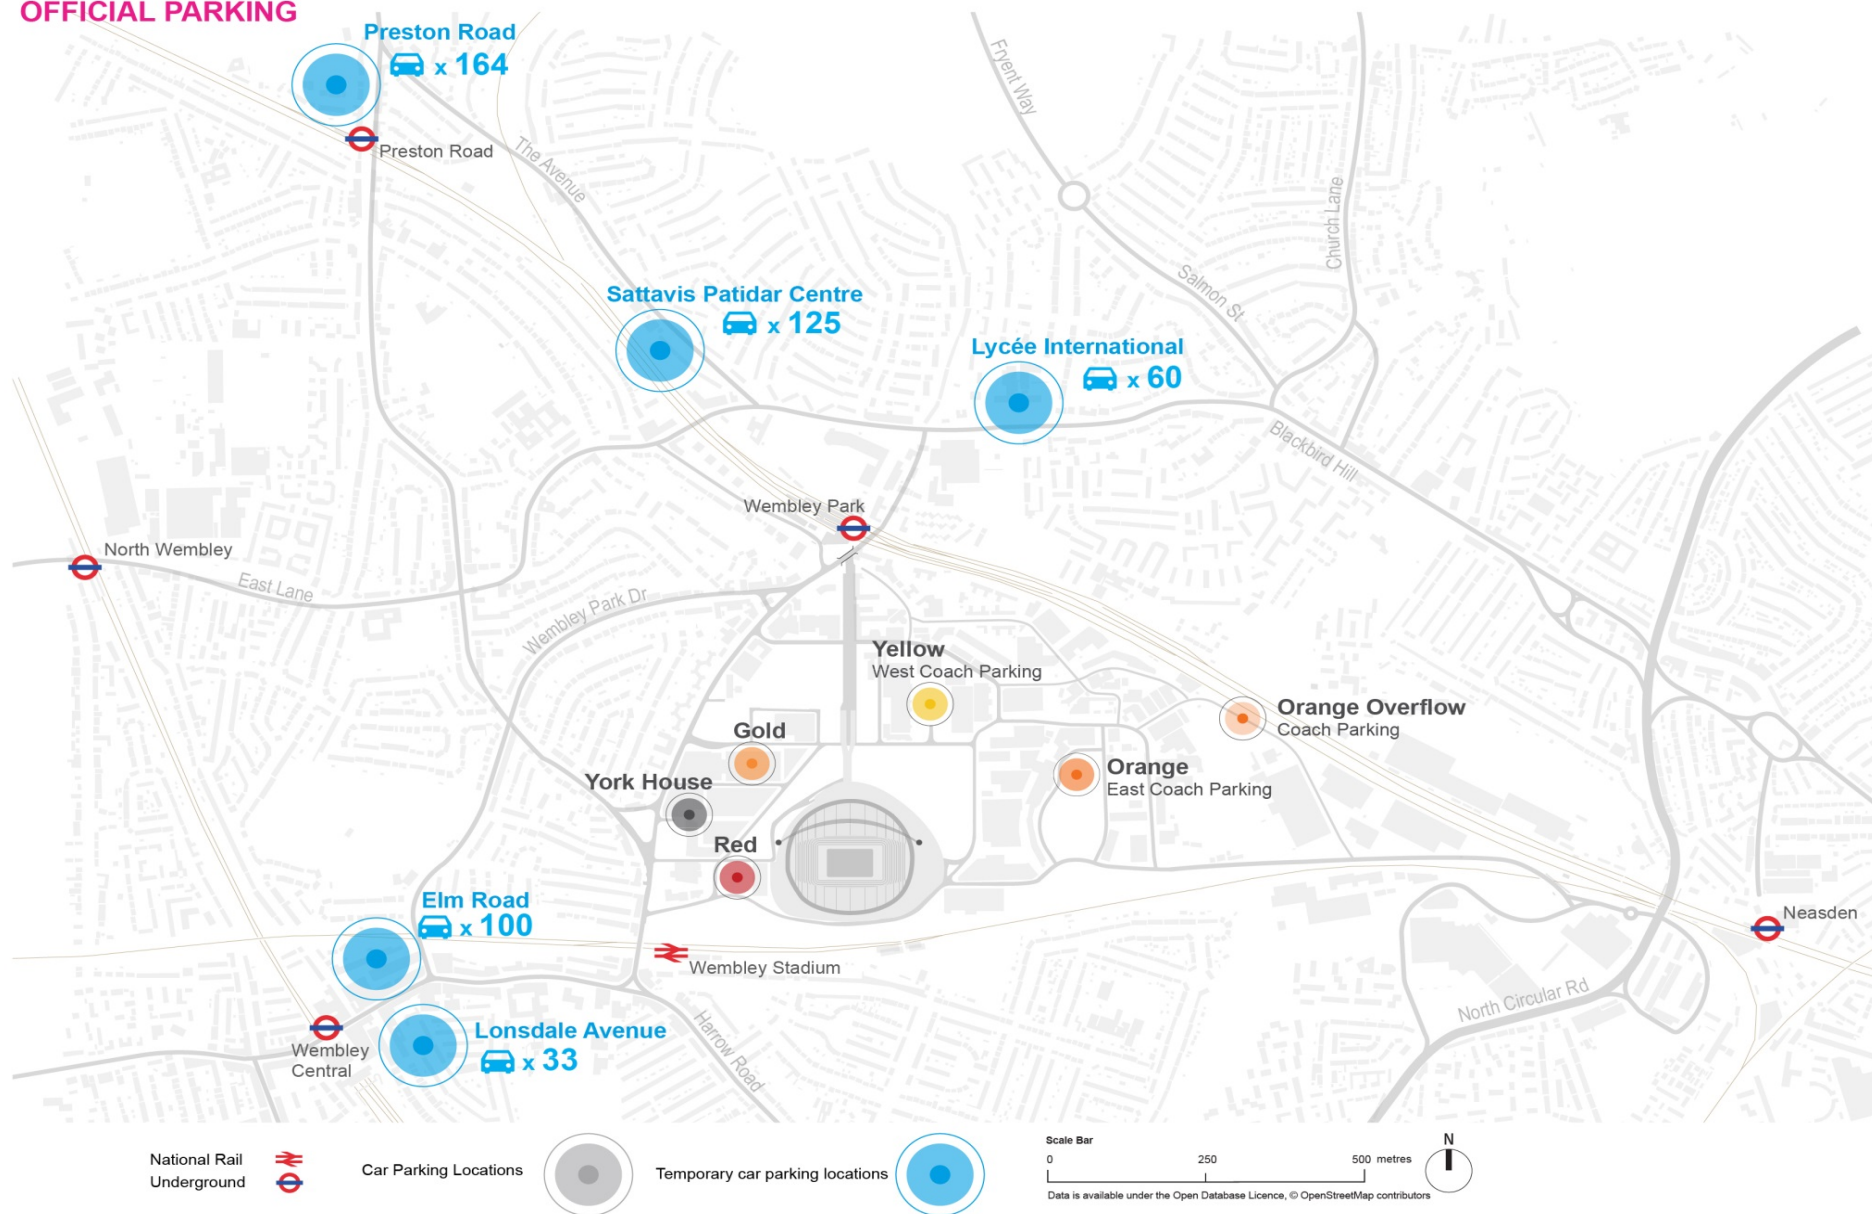 OFFICIAL PARKING
Preston Road
x 164
Preston Road
The Avenue
Fryent Way
Church Lane
Salmon St
Sattavis Patidar Centre
x 125
Lycée International
x 60
Blackbird Hill
Wembley Park
North Wembley
East Lane
Wembley Park Dr
Yellow
West Coach Parking
Orange Overflow
Coach Parking
Gold
Orange
East Coach Parking
York House
Red
Elm Road
x 100
Neasden
Wembley Stadium
North Circular Rd
Harrow Road
Lonsdale Avenue
x 33
Wembley
Central
National Rail
Underground
Car Parking Locations
Temporary car parking locations
Scale Bar
0 250 500 metres
N
Data is available under the Open Database Licence, © OpenStreetMap contributors